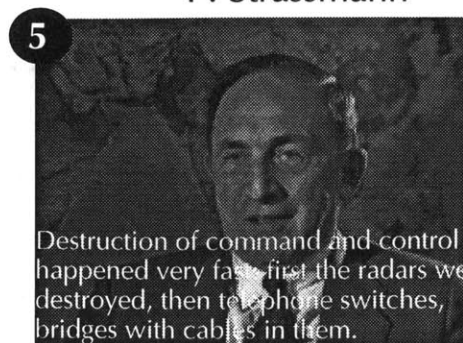 P. Strassmann
5
Destruction of command and control
happened very fast-first the radars we
destroyed, then telephone switches,
bridges with cables in them.